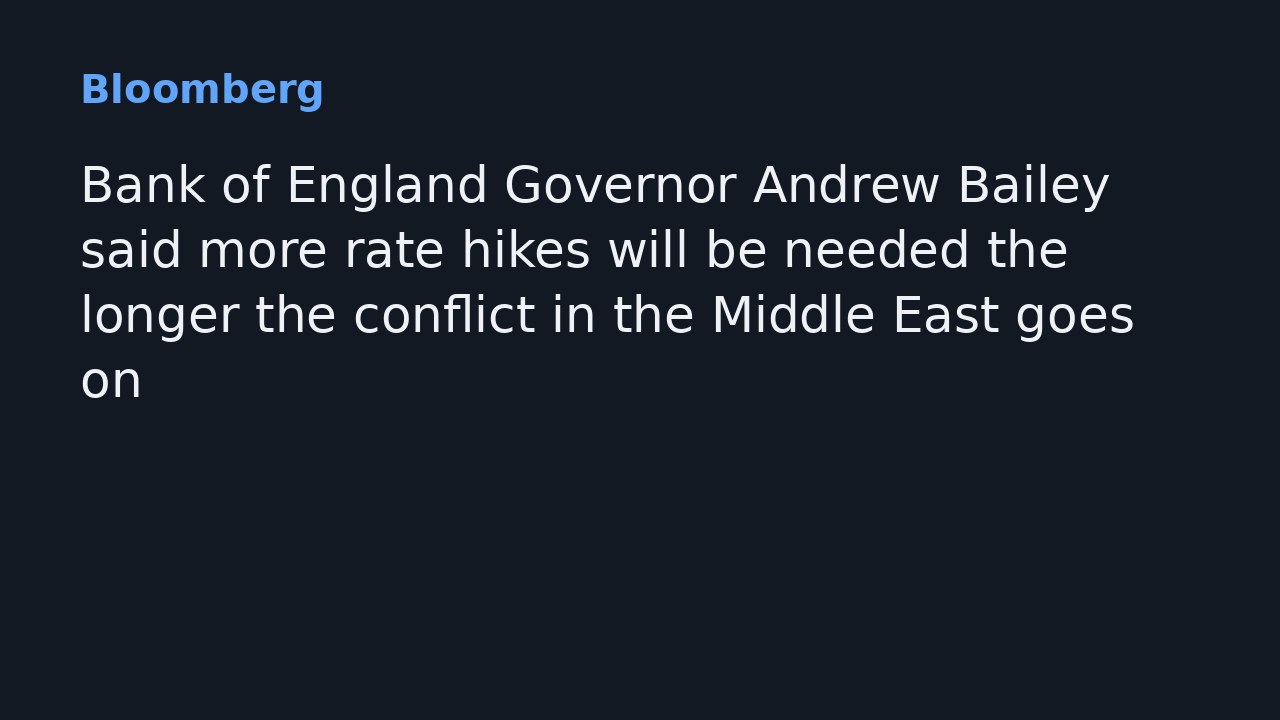 Bloomberg
Bank of England Governor Andrew Bailey
said more rate hikes will be needed the
longer the conflict in the Middle East goes
on